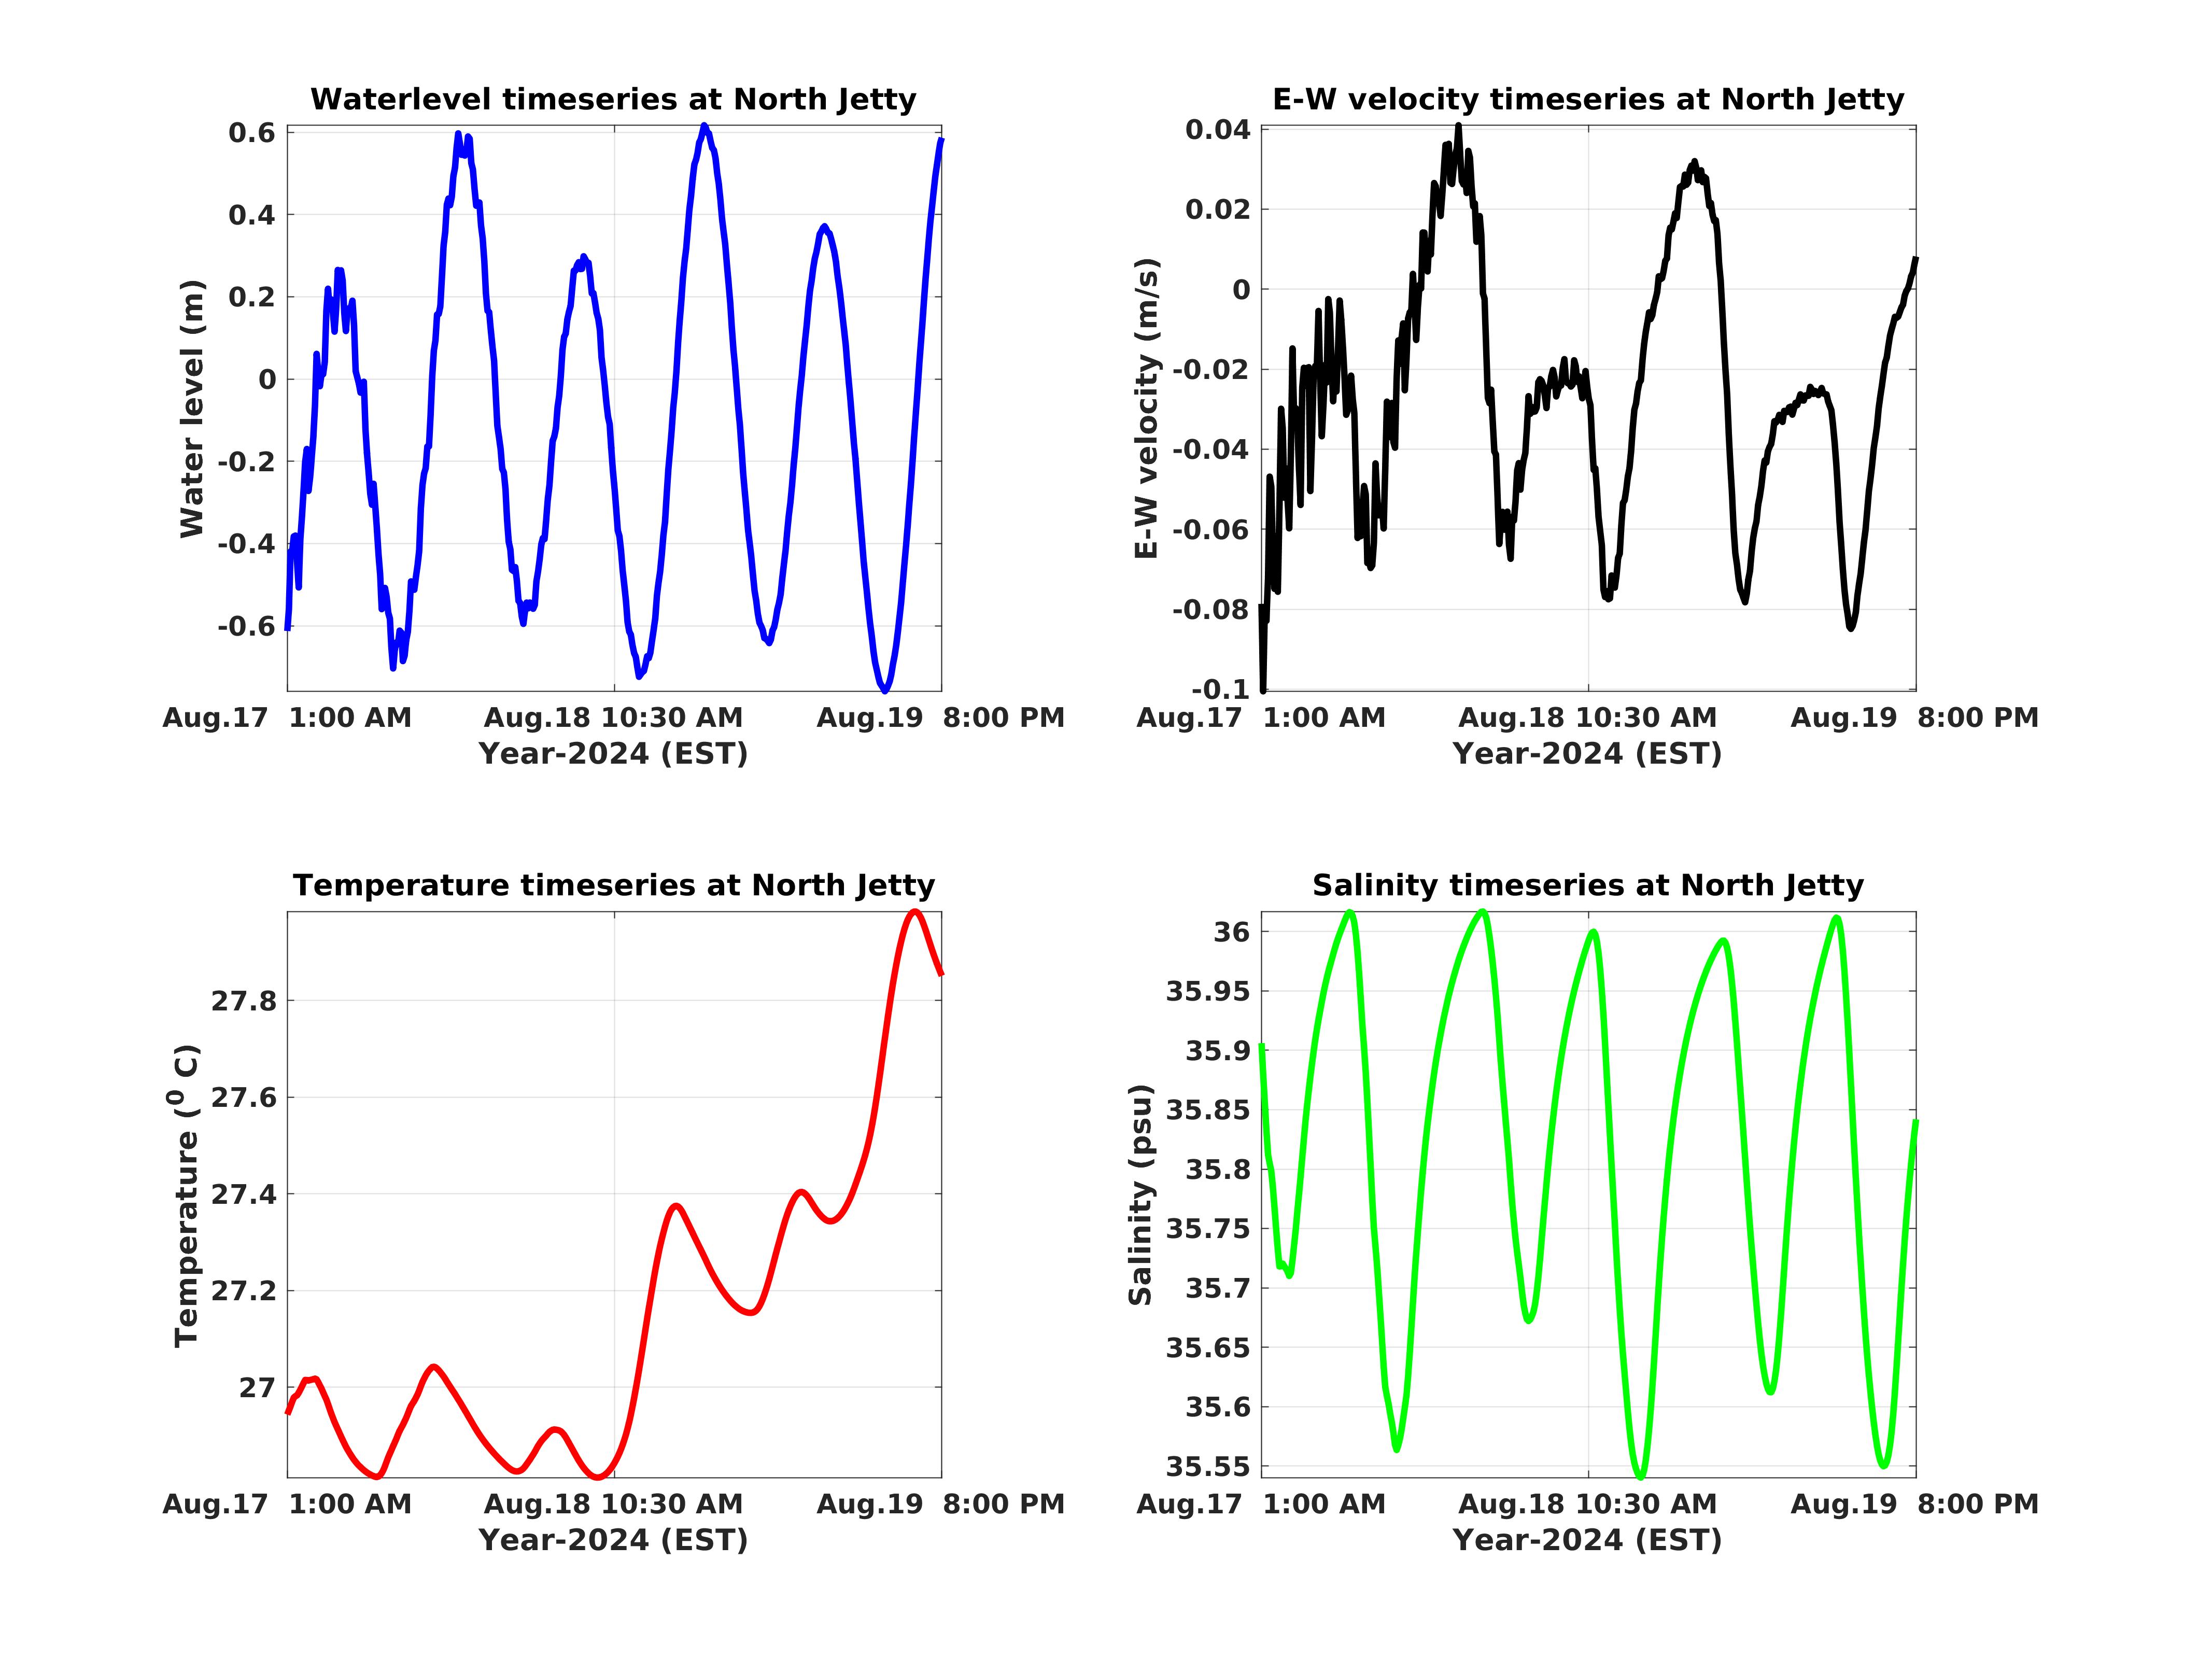 Waterlevel timeseries at North Jetty
0.6
0.4
0.2
0
-0.2
-0.4
-0.6
Water level (m)
Aug.17 1:00 AM
Aug.18 10:30 AM
Aug.19 8:00 PM
Year-2024 (EST)
E-W velocity timeseries at North Jetty
0.04
0.02
0
-0.02
-0.04
-0.06
-0.08
-0.1
E-W velocity (m/s)
Aug.17 1:00 AM
Aug.18 10:30 AM
Aug.19 8:00 PM
Year-2024 (EST)
Temperature timeseries at North Jetty
27.8
27.6
27.4
27.2
27
Temperature (⁰ C)
Aug.17 1:00 AM
Aug.18 10:30 AM
Aug.19 8:00 PM
Year-2024 (EST)
Salinity timeseries at North Jetty
36
35.95
35.9
35.85
35.8
35.75
35.7
35.65
35.6
35.55
Salinity (psu)
Aug.17 1:00 AM
Aug.18 10:30 AM
Aug.19 8:00 PM
Year-2024 (EST)